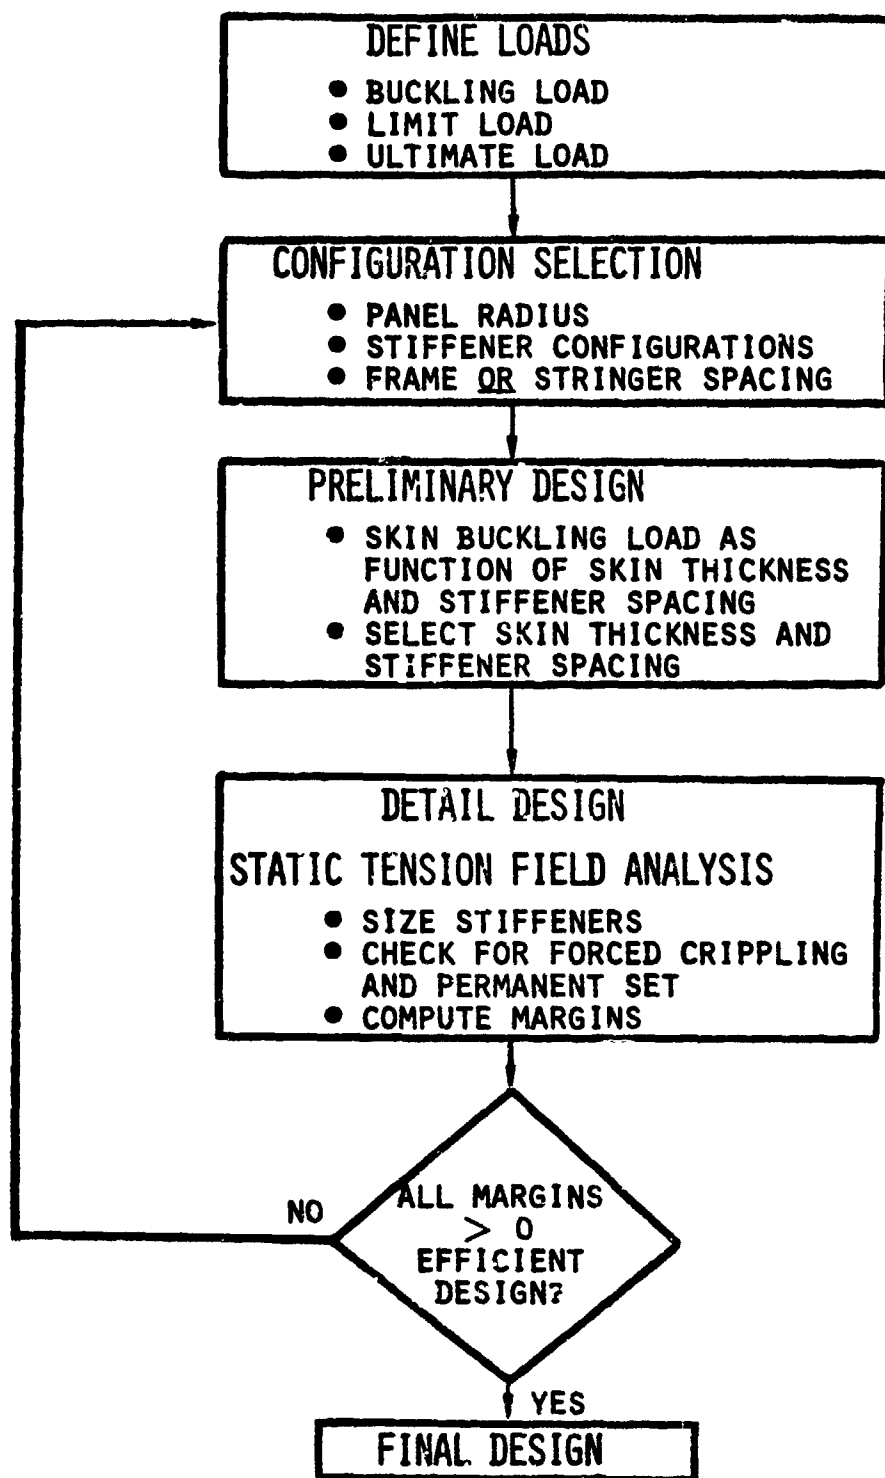 DEFINE LOADS
● BUCKLING LOAD
● LIMIT LOAD
● ULTIMATE LOAD
CONFIGURATION SELECTION
● PANEL RADIUS
● STIFFENER CONFIGURATIONS
● FRAME OR STRINGER SPACING
PRELIMINARY DESIGN
● SKIN BUCKLING LOAD AS
FUNCTION OF SKIN THICKNESS
AND STIFFENER SPACING
● SELECT SKIN THICKNESS AND
STIFFENER SPACING
DETAIL DESIGN
STATIC TENSION FIELD ANALYSIS
● SIZE STIFFENERS
● CHECK FOR FORCED CRIPPLING
AND PERMANENT SET
● COMPUTE MARGINS
NO
ALL MARGINS
> 0
EFFICIENT
DESIGN?
YES
FINAL DESIGN